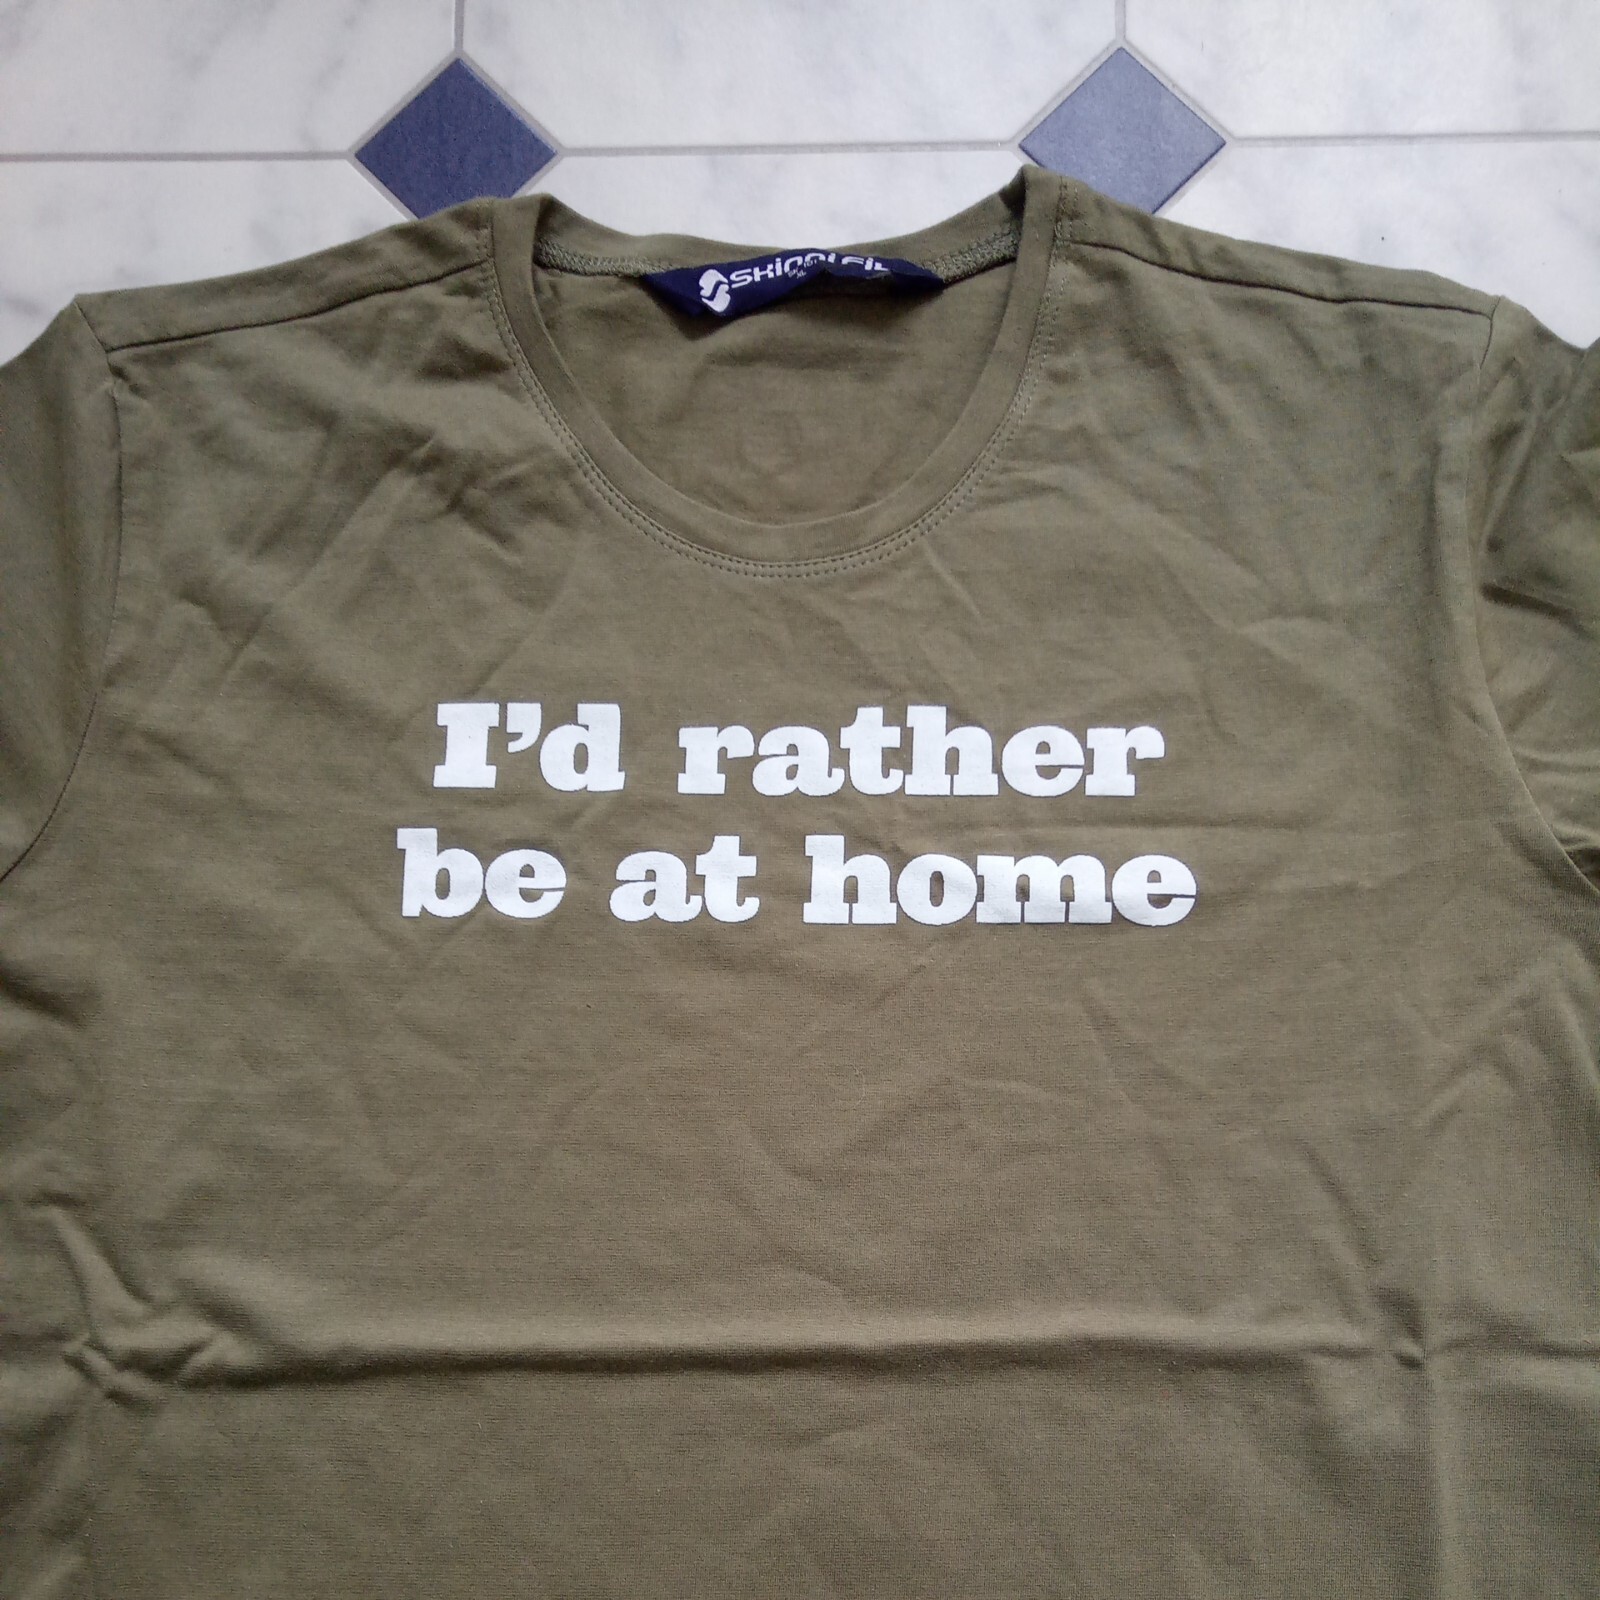 I'd rather
be at home